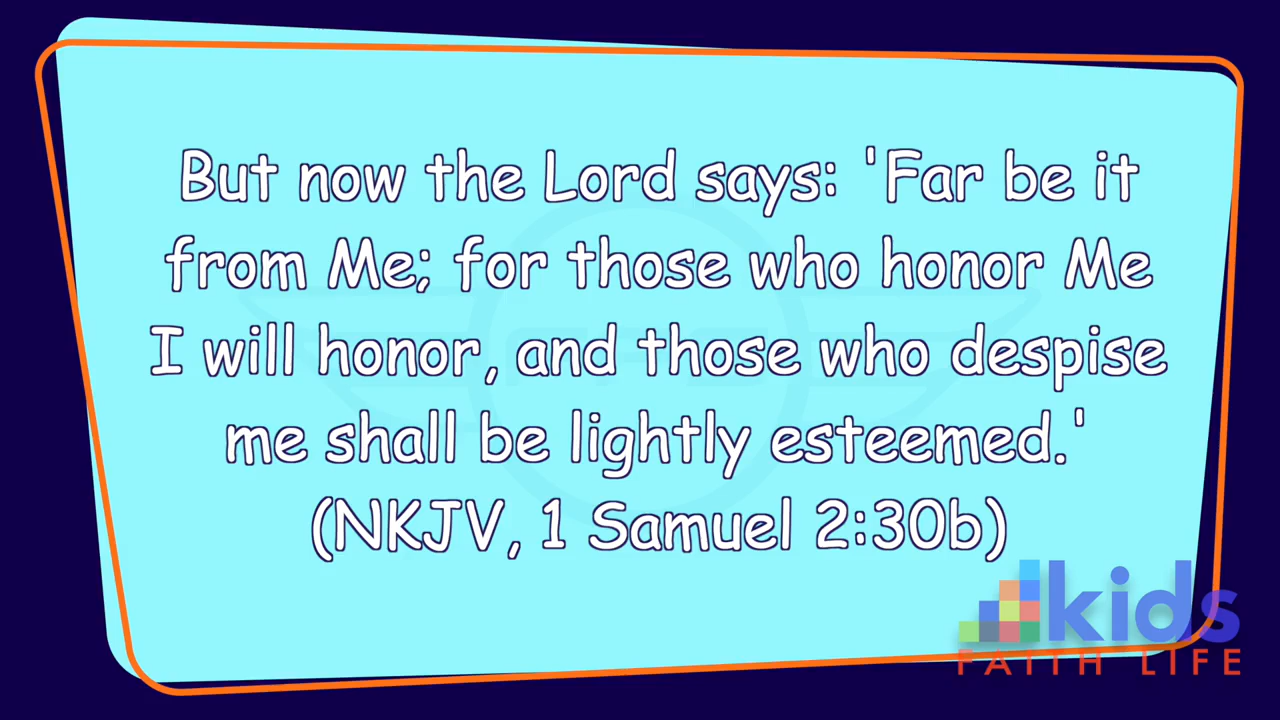 But now the Lord says: 'Far be it
from Me; for those who honor Me
I will honor, and those who despise
me shall be lightly esteemed.'
(NKJV, 1 Samuel 2:30b)
kids
FAITH LIFE